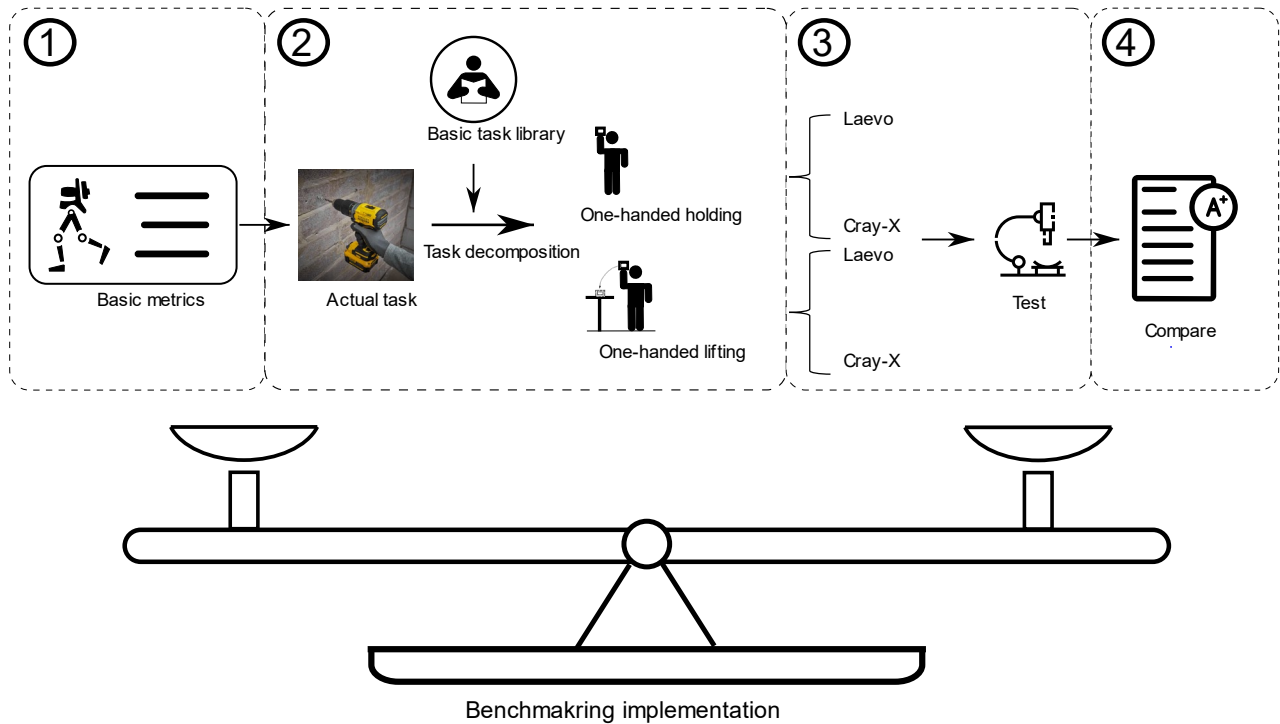 1
2
3
4
Basic metrics
Basic task library
Task decomposition
Actual task
One-handed holding
One-handed lifting
Laevo
Cray-X
Laevo
Cray-X
Test
A+
Compare
Benchmakring implementation